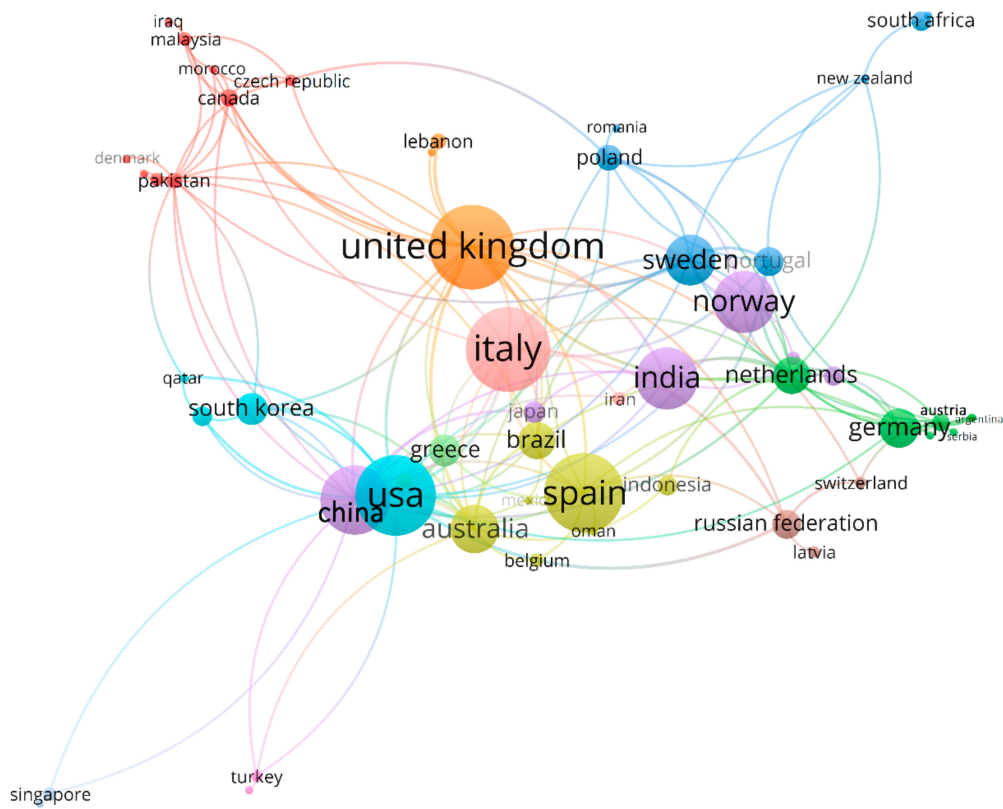 iraq
south africa
malaysia
morocco
czech republic
new zealand
canada
romania
lebanon
denmark
poland
pakistan
united kingdom
sweden
portugal
norway
italy
qatar
india
netherlands
iran
south korea
japan
austria
argentina
germany
serbia
greece
brazil
switzerland
usa
spain
indonesia
china
mexico
australia
russian federation
oman
latvia
belgium
turkey
singapore